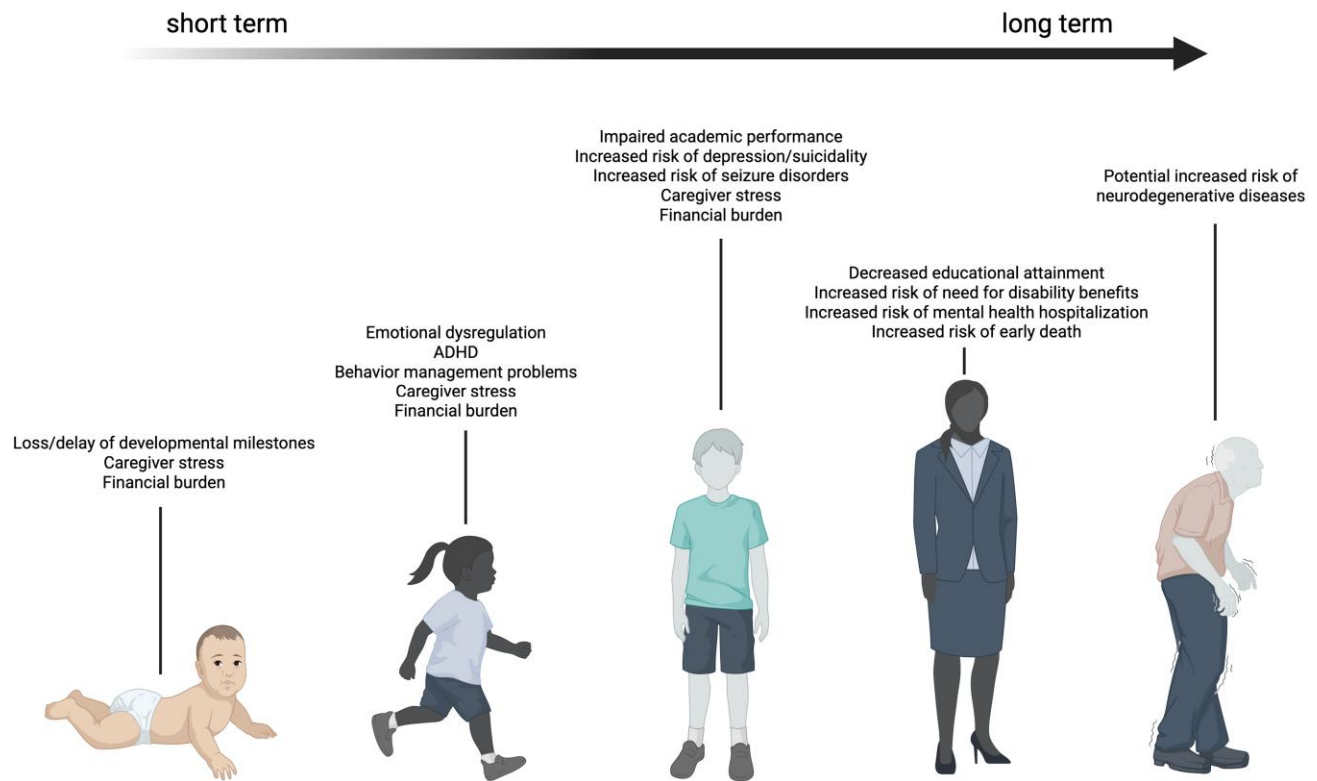 short term
long term
Loss/delay of developmental milestones
Caregiver stress
Financial burden
Emotional dysregulation
ADHD
Behavior management problems
Caregiver stress
Financial burden
Impaired academic performance
Increased risk of depression/suicidality
Increased risk of seizure disorders
Caregiver stress
Financial burden
Decreased educational attainment
Increased risk of need for disability benefits
Increased risk of mental health hospitalization
Increased risk of early death
Potential increased risk of
neurodegenerative diseases